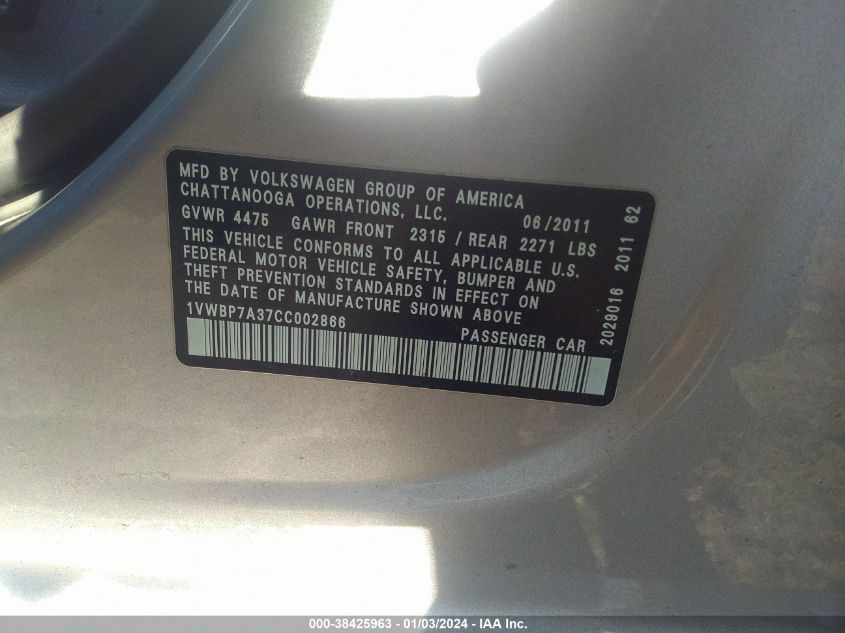 MFD BY VOLKSWAGEN GROUP OF AMERICA
CHATTANOOGA OPERATIONS, LLC. 06/2011
GVWR 4475 GAWR FRONT 2315 / REAR 2271 LBS
THIS VEHICLE CONFORMS TO ALL APPLICABLE U.S.
FEDERAL MOTOR VEHICLE SAFETY, BUMPER AND
THEFT PREVENTION STANDARDS IN EFFECT ON
THE DATE OF MANUFACTURE SHOWN ABOVE
1VWBP7A37CC002866 PASSENGER CAR
2029016 2011 62
000-38425963 - 01/03/2024 - IAA Inc.